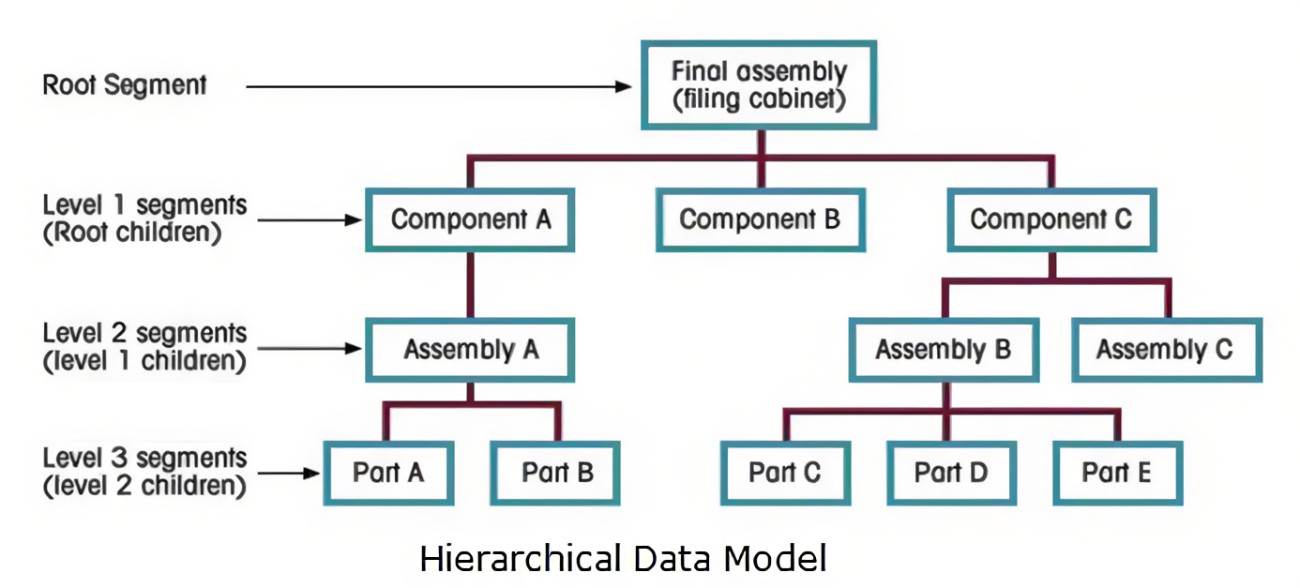 Root Segment
Final assembly
(filing cabinet)
Level 1 segments
(Root children)
Component A
Component B
Component C
Level 2 segments
(level 1 children)
Assembly A
Assembly B
Assembly C
Level 3 segments
(level 2 children)
Part A
Part B
Part C
Part D
Part E
Hierarchical Data Model